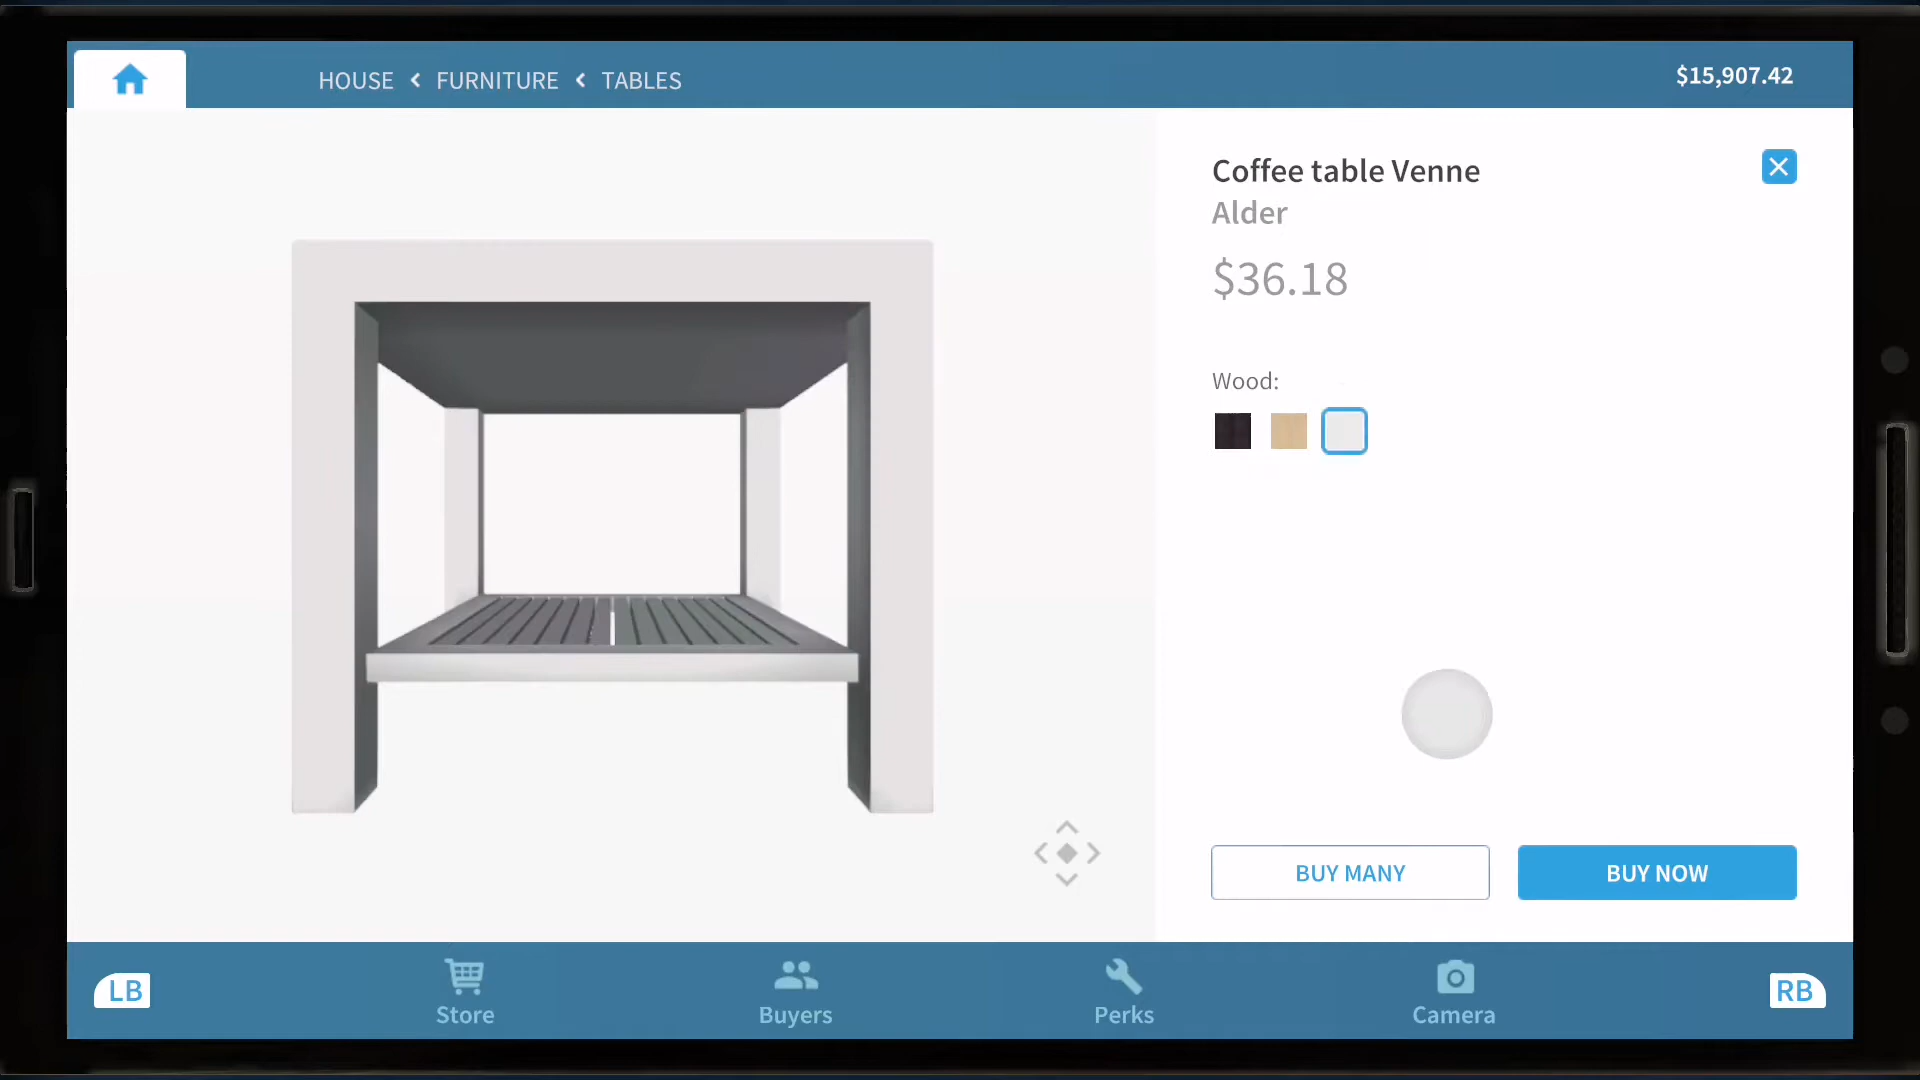 HOUSE < FURNITURE < TABLES
$15,907.42
Coffee table Venne
Alder
$36.18
Wood:
BUY MANY
BUY NOW
LB
Store
Buyers
Perks
Camera
RB